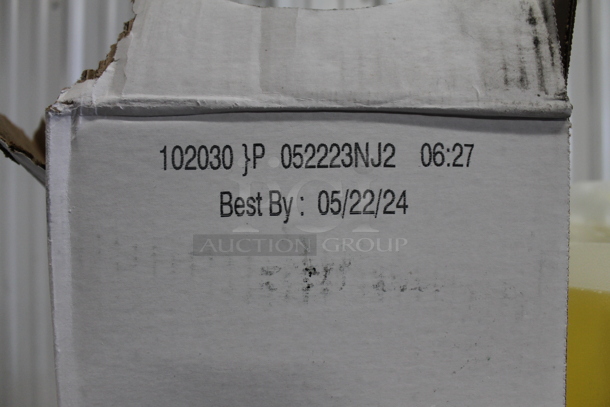 102030 }P 052223NJ2 06:27
Best By: 05/22/24
AUCTION GROUP